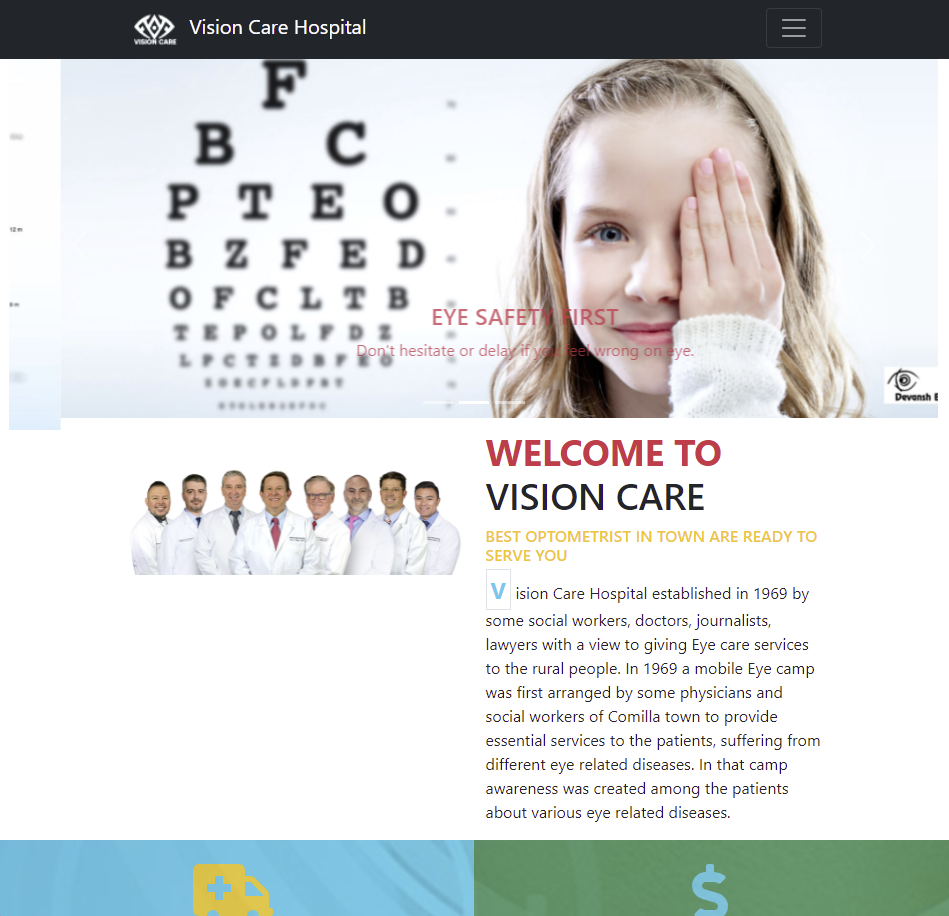 VISION CARE
Vision Care Hospital
F
B C
P T E O
B Z F E D
O F C L T B
T E P O L F D Z
L P C T Z D B F E O
12 m
EYE SAFETY FIRST
Don't hesitate or delay if you feel wrong on eye.
Devansh E
WELCOME TO
VISION CARE
BEST OPTOMETRIST IN TOWN ARE READY TO
SERVE YOU
Vision Care Hospital established in 1969 by
some social workers, doctors, journalists,
lawyers with a view to giving Eye care services
to the rural people. In 1969 a mobile Eye camp
was first arranged by some physicians and
social workers of Comilla town to provide
essential services to the patients, suffering from
different eye related diseases. In that camp
awareness was created among the patients
about various eye related diseases.
$